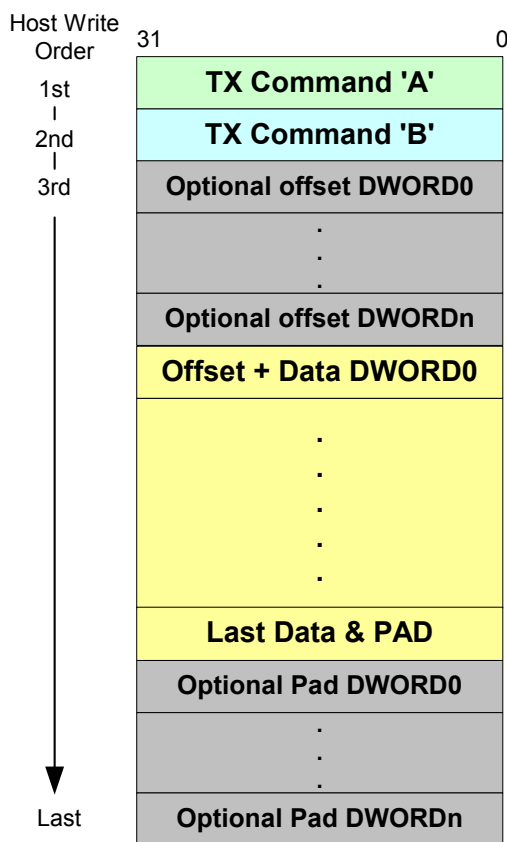 Host Write
Order
31 0
1st
TX Command 'A'
2nd
TX Command 'B'
3rd
Optional offset DWORD0
.
.
.
Optional offset DWORDn
Offset + Data DWORD0
.
.
.
.
.
Last Data & PAD
Optional Pad DWORD0
.
.
.
Last
Optional Pad DWORDn